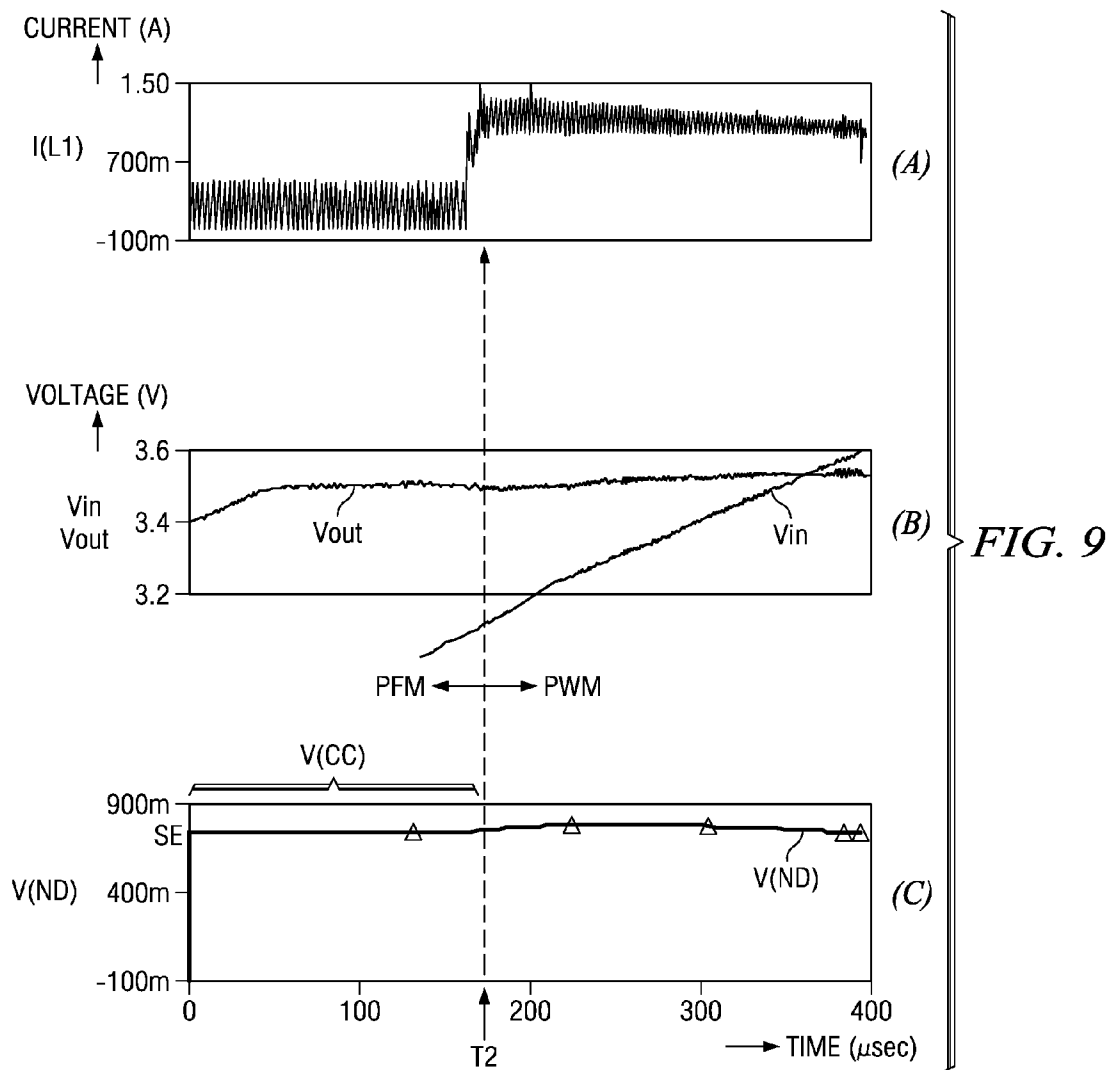 CURRENT (A)
1.50
I(L1)
700m
-100m
(A)
VOLTAGE (V)
3.6
Vin
Vout
3.4
3.2
Vout
Vin
(B)
FIG. 9
PFM
PWM
V(CC)
900m
SE
V(ND)
400m
-100m
V(ND)
(C)
0
100
200
300
400
T2
TIME (μsec)